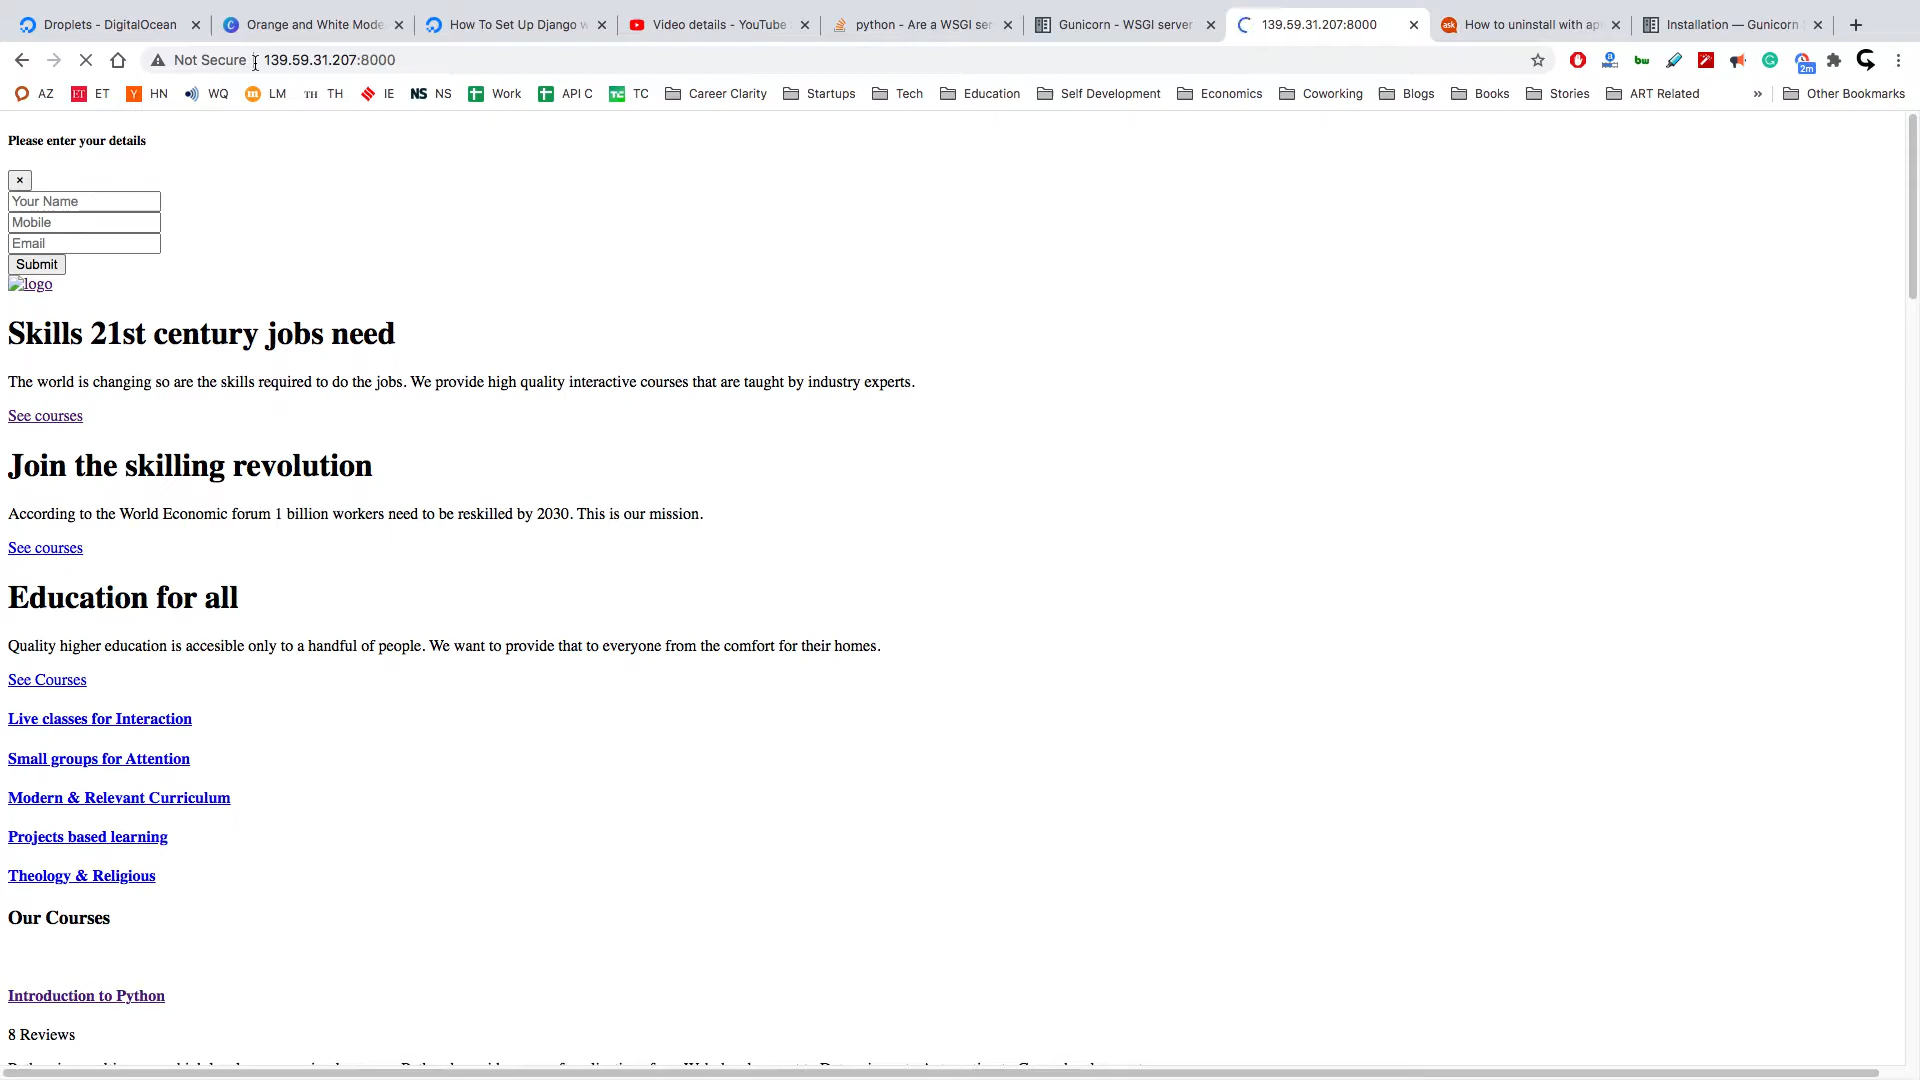 Droplets - DigitalOcean
Orange and White Mode
How To Set Up Django w
Video details - YouTube
python - Are a WSGI ser
Gunicorn - WSGI server
139.59.31.207:8000
How to uninstall with ap
Installation — Gunicorn
Not Secure 139.59.31.207:8000
2m
AZ ET ET Y HN WQ m LM TH TH IE NS NS Work API C TC TC Career Clarity Startups Tech Education Self Development Economics Coworking Blogs Books Stories ART Related » Other Bookmarks
Please enter your details
×
Your Name
Mobile
Email
Submit
logo
Skills 21st century jobs need
The world is changing so are the skills required to do the jobs. We provide high quality interactive courses that are taught by industry experts.
See courses
Join the skilling revolution
According to the World Economic forum 1 billion workers need to be reskilled by 2030. This is our mission.
See courses
Education for all
Quality higher education is accesible only to a handful of people. We want to provide that to everyone from the comfort for their homes.
See Courses
Live classes for Interaction
Small groups for Attention
Modern & Relevant Curriculum
Projects based learning
Theology & Religious
Our Courses
Introduction to Python
8 Reviews